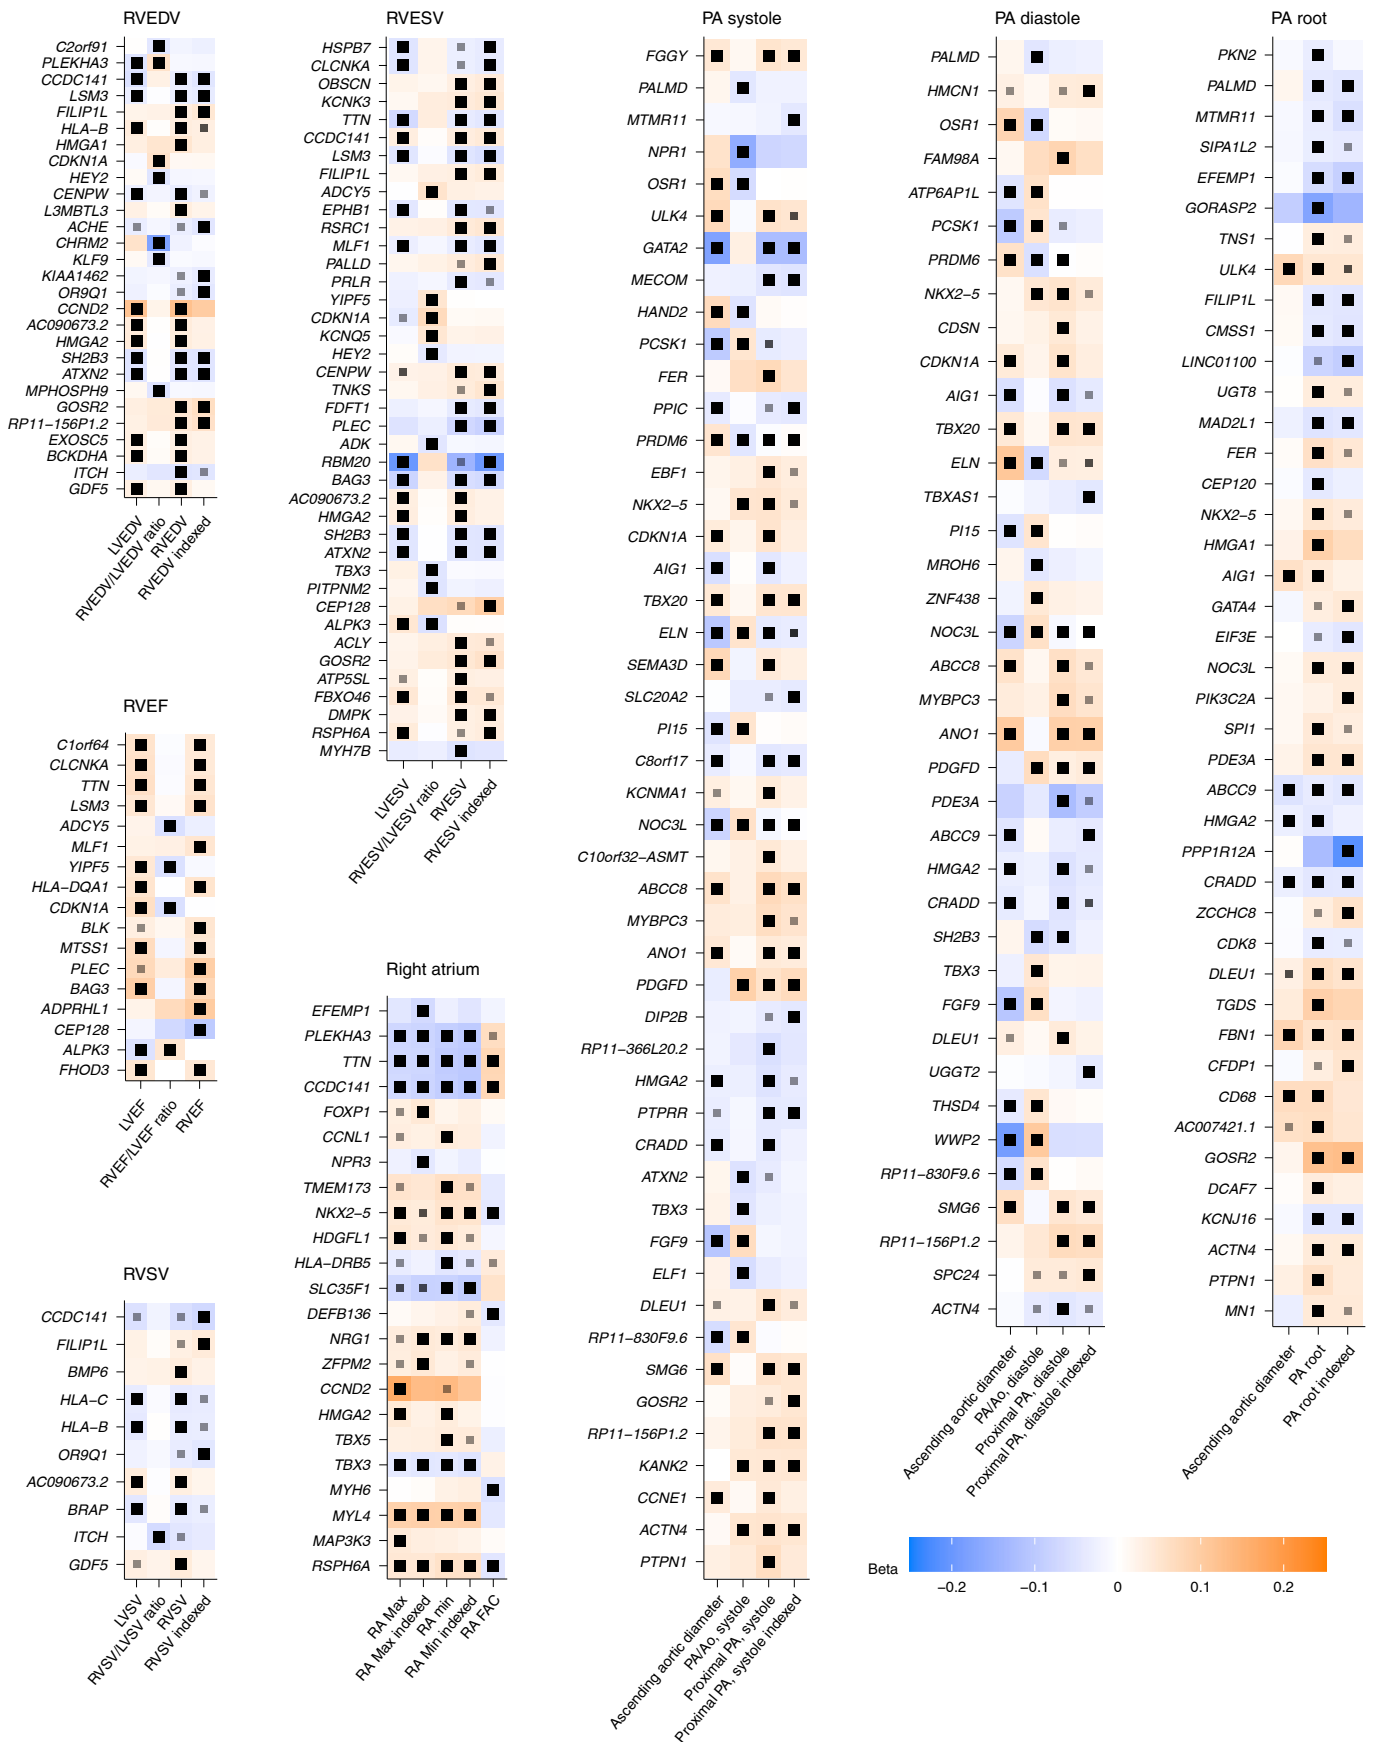 RVEDV
C2orf91
PLEKHA3
CCDC141
LSM3
FILIP1L
HLA−B
HMGA1
CDKN1A
HEY2
CENPW
L3MBTL3
ACHE
CHRM2
KLF9
KIAA1462
OR9Q1
CCND2
AC090673.2
HMGA2
SH2B3
ATXN2
MPHOSPH9
GOSR2
RP11−156P1.2
EXOSC5
BCKDHA
ITCH
GDF5
LVEDV
RVEDV/LVEDV ratio
RVEDV
RVEDV indexed
RVEF
C1orf64
CLCNKA
TTN
LSM3
ADCY5
MLF1
YIPF5
HLA−DQA1
CDKN1A
BLK
MTSS1
PLEC
BAG3
ADPRHL1
CEP128
ALPK3
FHOD3
LVEF
RVEF/LVEF ratio
RVEF
RVSV
CCDC141
FILIP1L
BMP6
HLA−C
HLA−B
OR9Q1
AC090673.2
BRAP
ITCH
GDF5
LVSV
RVSV/LVSV ratio
RVSV
RVSV indexed
RVESV
HSPB7
CLCNKA
OBSCN
KCNK3
TTN
CCDC141
LSM3
FILIP1L
ADCY5
EPHB1
RSRC1
MLF1
PALLD
PRLR
YIPF5
CDKN1A
KCNQ5
HEY2
CENPW
TNKS
FDFT1
PLEC
ADK
RBM20
BAG3
AC090673.2
HMGA2
SH2B3
ATXN2
TBX3
PITPNM2
CEP128
ALPK3
ACLY
GOSR2
ATP5SL
FBXO46
DMPK
RSPH6A
MYH7B
LVESV
RVESV/LVESV ratio
RVESV
RVESV indexed
Right atrium
EFEMP1
PLEKHA3
TTN
CCDC141
FOXP1
CCNL1
NPR3
TMEM173
NKX2−5
HDGFL1
HLA−DRB5
SLC35F1
DEFB136
NRG1
ZFPM2
CCND2
HMGA2
TBX5
TBX3
MYH6
MYL4
MAP3K3
RSPH6A
RA Max
RA Max indexed
RA min
RA Min indexed
RA FAC
PA systole
FGGY
PALMD
MTMR11
NPR1
OSR1
ULK4
GATA2
MECOM
HAND2
PCSK1
FER
PPIC
PRDM6
EBF1
NKX2−5
CDKN1A
AIG1
TBX20
ELN
SEMA3D
SLC20A2
PI15
C8orf17
KCNMA1
NOC3L
C10orf32−ASMT
ABCC8
MYBPC3
ANO1
PDGFD
DIP2B
RP11−366L20.2
HMGA2
PTPRR
CRADD
ATXN2
TBX3
FGF9
ELF1
DLEU1
RP11−830F9.6
SMG6
GOSR2
RP11−156P1.2
KANK2
CCNE1
ACTN4
PTPN1
Ascending aortic diameter
PA/Ao, systole
Proximal PA, systole
Proximal PA, systole indexed
PA diastole
PALMD
HMCN1
OSR1
FAM98A
ATP6AP1L
PCSK1
PRDM6
NKX2−5
CDSN
CDKN1A
AIG1
TBX20
ELN
TBXAS1
PI15
MROH6
ZNF438
NOC3L
ABCC8
MYBPC3
ANO1
PDGFD
PDE3A
ABCC9
HMGA2
CRADD
SH2B3
TBX3
FGF9
DLEU1
UGGT2
THSD4
WWP2
RP11−830F9.6
SMG6
RP11−156P1.2
SPC24
ACTN4
Ascending aortic diameter
PA/Ao, diastole
Proximal PA, diastole
Proximal PA, diastole indexed
PA root
PKN2
PALMD
MTMR11
SIPA1L2
EFEMP1
GORASP2
TNS1
ULK4
FILIP1L
CMSS1
LINC01100
UGT8
MAD2L1
FER
CEP120
NKX2−5
HMGA1
AIG1
GATA4
EIF3E
NOC3L
PIK3C2A
SPI1
PDE3A
ABCC9
HMGA2
PPP1R12A
CRADD
ZCCHC8
CDK8
DLEU1
TGDS
FBN1
CFDP1
CD68
AC007421.1
GOSR2
DCAF7
KCNJ16
ACTN4
PTPN1
MN1
Ascending aortic diameter
PA root
PA root indexed
Beta
−0.2
−0.1
0
0.1
0.2